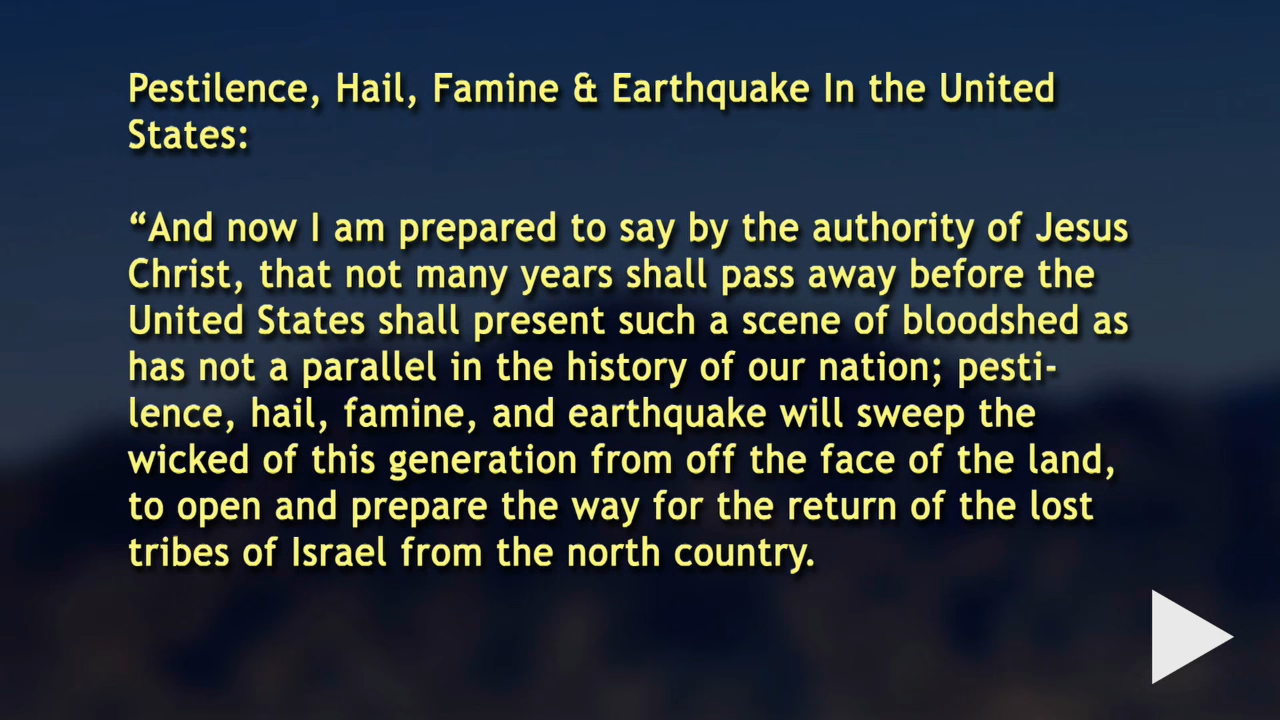 Pestilence, Hail, Famine & Earthquake In the United
States:
“And now I am prepared to say by the authority of Jesus
Christ, that not many years shall pass away before the
United States shall present such a scene of bloodshed as
has not a parallel in the history of our nation; pesti-
lence, hail, famine, and earthquake will sweep the
wicked of this generation from off the face of the land,
to open and prepare the way for the return of the lost
tribes of Israel from the north country.